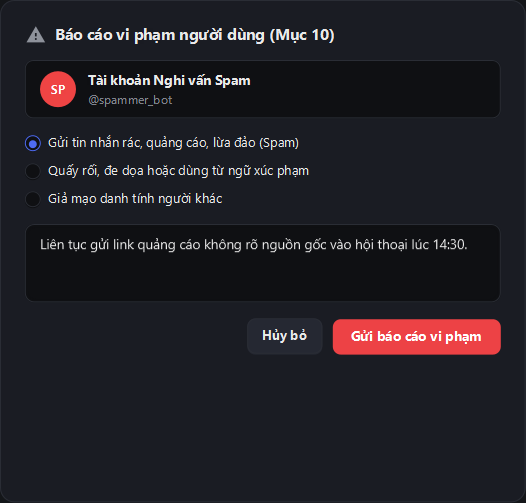 Báo cáo vi phạm người dùng (Mục 10)
SP
Tài khoản Nghi vấn Spam
@spammer_bot
Gửi tin nhắn rác, quảng cáo, lừa đảo (Spam)
Quấy rối, đe dọa hoặc dùng từ ngữ xúc phạm
Giả mạo danh tính người khác
Liên tục gửi link quảng cáo không rõ nguồn gốc vào hội thoại lúc 14:30.
Hủy bỏ
Gửi báo cáo vi phạm